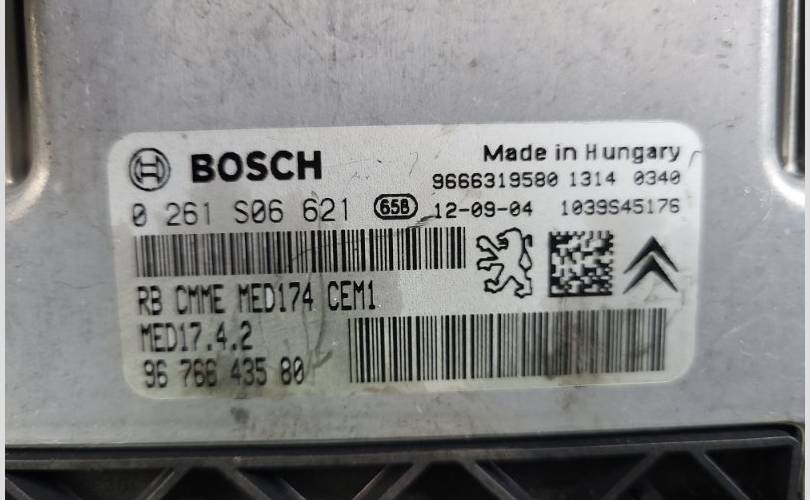 BOSCH
Made in Hungary
9666319580 1314 0340
0 261 S06 621 65B 12-09-04 1039S45176
RB CMME MED174 CEM1
MED17.4.2
96 766 435 80